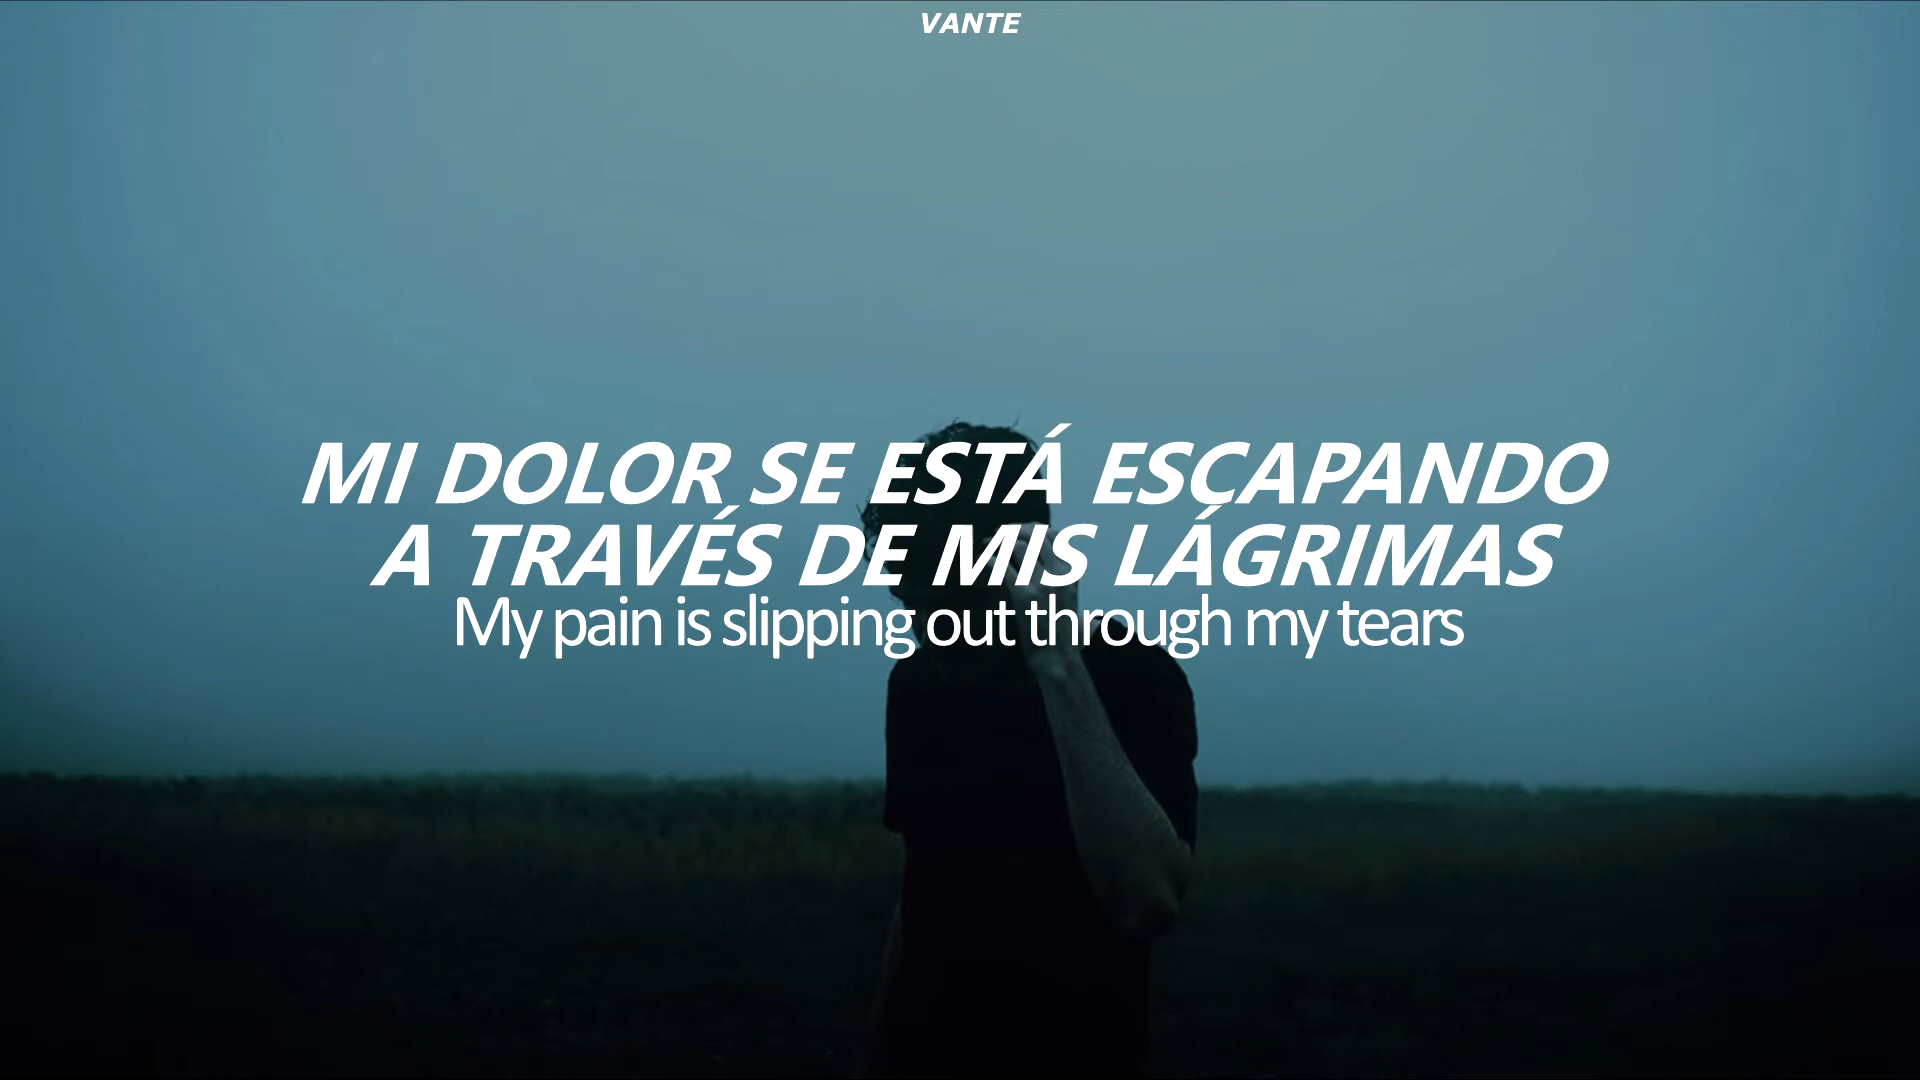 VANTE
MI DOLOR SE ESTÁ ESCAPANDO
A TRAVÉS DE MIS LÁGRIMAS
My pain is slipping out through my tears